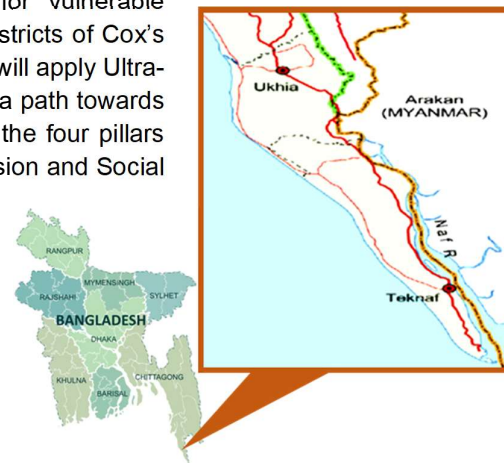 for vulnerable
stricts of Cox's
will apply Ultra-
a path towards
the four pillars
sion and Social
Ukhia
Arakan
(MYANMAR)
Naf R
Teknaf
RANGPUR
MYMENSINGH
RAJSHAHI
SYLHET
BANGLADESH
DHAKA
KHULNA
CHITTAGONG
BARISAL